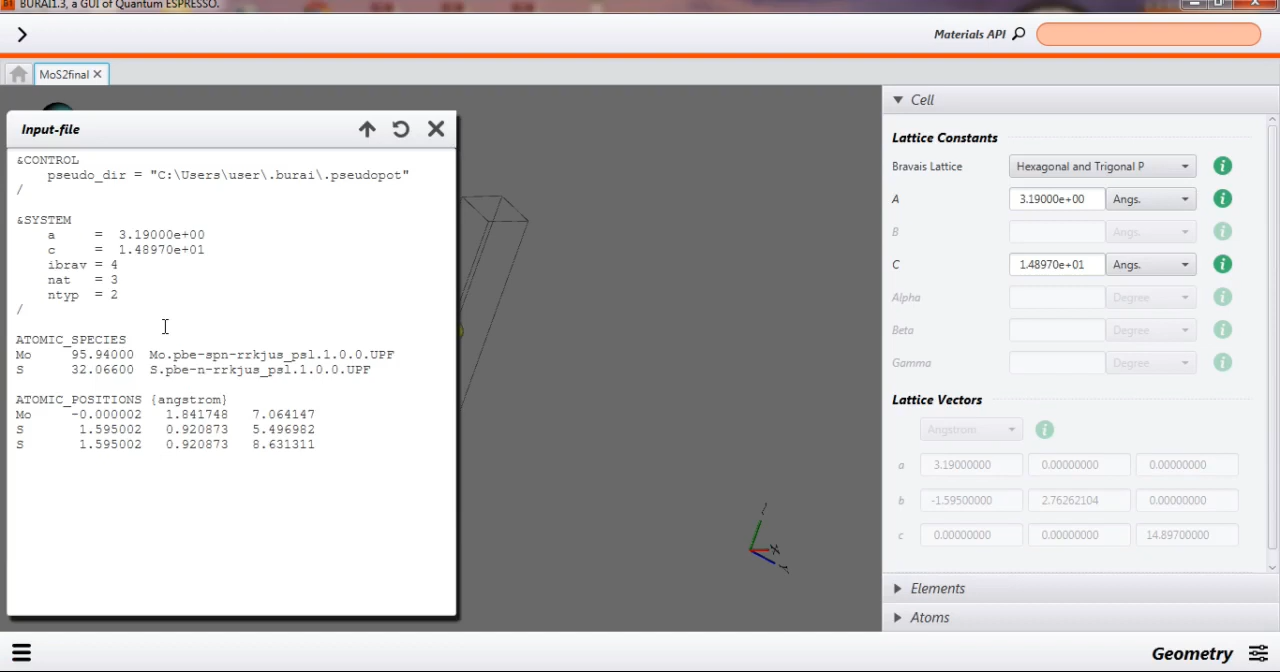 BURAI1.3, a GUI of Quantum ESPRESSO.
Materials API
MoS2final
Input-file
&CONTROL
pseudo_dir = "C:\Users\user\.burai\.pseudopot"
/
&SYSTEM
a = 3.19000e+00
c = 1.48970e+01
ibrav = 4
nat = 3
ntyp = 2
/
ATOMIC_SPECIES
Mo 95.94000 Mo.pbe-spn-rrkjus_psl.1.0.0.UPF
S 32.06600 S.pbe-n-rrkjus_psl.1.0.0.UPF
ATOMIC_POSITIONS {angstrom}
Mo -0.000002 1.841748 7.064147
S 1.595002 0.920873 5.496982
S 1.595002 0.920873 8.631311
Cell
Lattice Constants
Bravais Lattice Hexagonal and Trigonal P
A 3.19000e+00 Angs.
B Angs.
C 1.48970e+01 Angs.
Alpha Degree
Beta Degree
Gamma Degree
Lattice Vectors
Angstrom
a 3.19000000 0.00000000 0.00000000
b -1.59500000 2.76262104 0.00000000
c 0.00000000 0.00000000 14.89700000
Elements
Atoms
Geometry